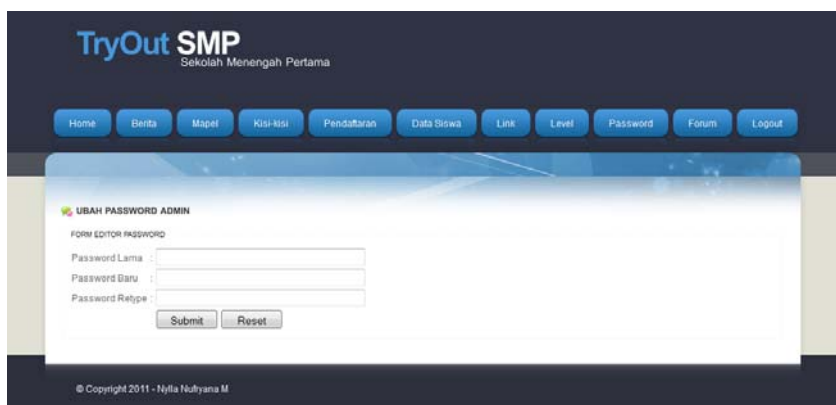 TryOut SMP
Sekolah Menengah Pertama
Home Berita Mapel Kisi-kisi Pendaftaran Data Siswa Link Level Password Forum Logout
UBAH PASSWORD ADMIN
FORM EDITOR PASSWORD
Password Lama :
Password Baru :
Password Retype :
Submit Reset
© Copyright 2011 - Nylla Nufryana M